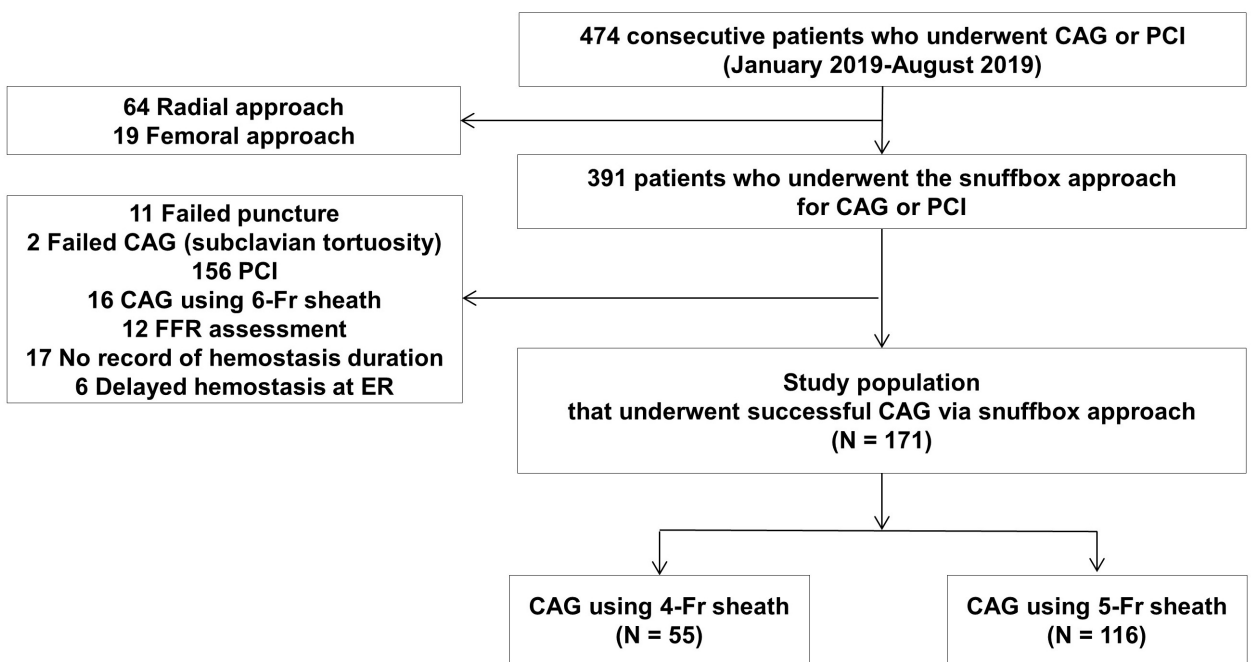 474 consecutive patients who underwent CAG or PCI
(January 2019-August 2019)
64 Radial approach
19 Femoral approach
391 patients who underwent the snuffbox approach
for CAG or PCI
11 Failed puncture
2 Failed CAG (subclavian tortuosity)
156 PCI
16 CAG using 6-Fr sheath
12 FFR assessment
17 No record of hemostasis duration
6 Delayed hemostasis at ER
Study population
that underwent successful CAG via snuffbox approach
(N = 171)
CAG using 4-Fr sheath
(N = 55)
CAG using 5-Fr sheath
(N = 116)